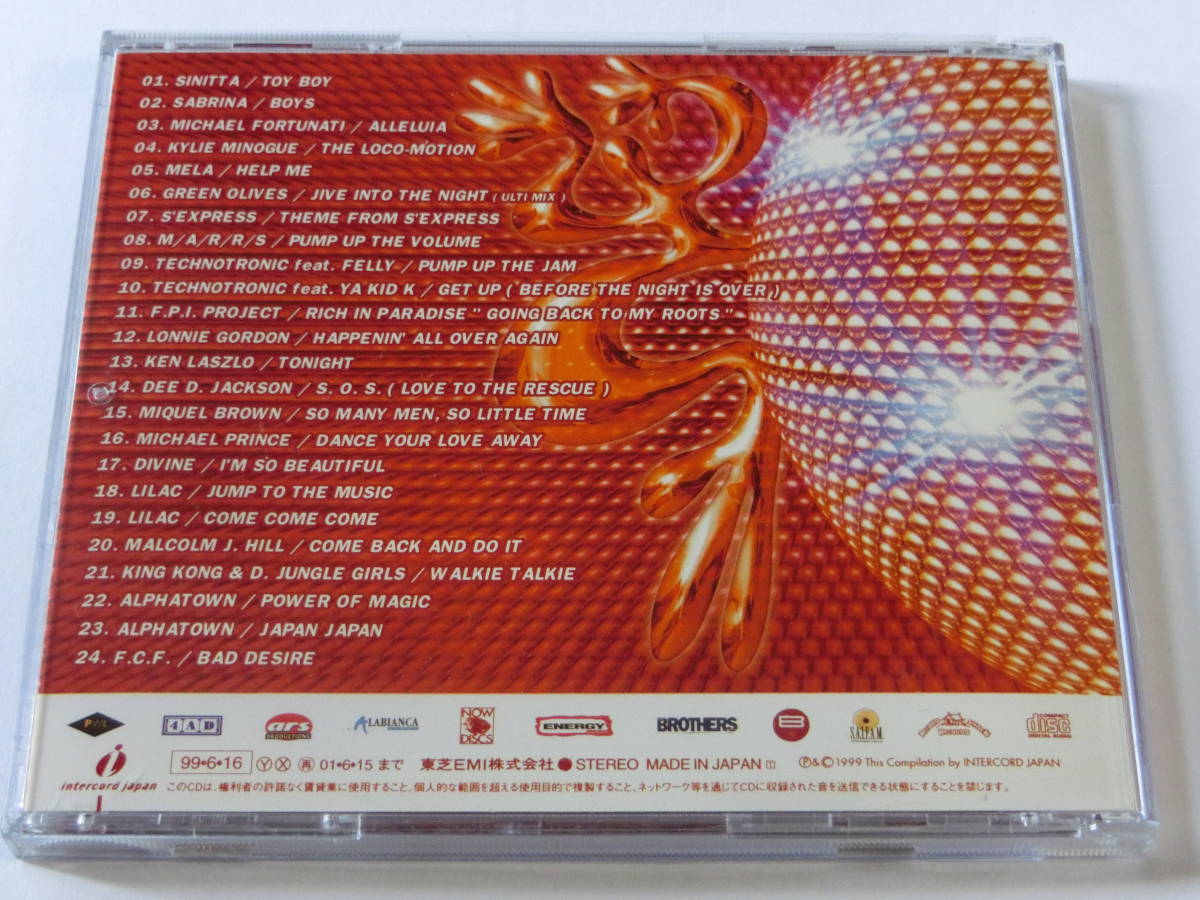 01. SINITTA / TOY BOY
02. SABRINA / BOYS
03. MICHAEL FORTUNATI / ALLELUIA
04. KYLIE MINOGUE / THE LOCO-MOTION
05. MELA / HELP ME
06. GREEN OLIVES / JIVE INTO THE NIGHT ( ULTI MIX )
07. S'EXPRESS / THEME FROM S'EXPRESS
08. M/A/R/R/S / PUMP UP THE VOLUME
09. TECHNOTRONIC feat. FELLY / PUMP UP THE JAM
10. TECHNOTRONIC feat. YA KID K / GET UP ( BEFORE THE NIGHT IS OVER )
11. F.P.I. PROJECT / RICH IN PARADISE " GOING BACK TO MY ROOTS "
12. LONNIE GORDON / HAPPENIN' ALL OVER AGAIN
13. KEN LASZLO / TONIGHT
14. DEE D. JACKSON / S. O. S. ( LOVE TO THE RESCUE )
15. MIQUEL BROWN / SO MANY MEN, SO LITTLE TIME
16. MICHAEL PRINCE / DANCE YOUR LOVE AWAY
17. DIVINE / I'M SO BEAUTIFUL
18. LILAC / JUMP TO THE MUSIC
19. LILAC / COME COME COME
20. MALCOLM J. HILL / COME BACK AND DO IT
21. KING KONG & D. JUNGLE GIRLS / WALKIE TALKIE
22. ALPHATOWN / POWER OF MAGIC
23. ALPHATOWN / JAPAN JAPAN
24. F.C.F. / BAD DESIRE
PWL
4AD
ars PRODUCTIONS
LABIANCA
NOW DISCS
ENERGY
BROTHERS
B
SAIFAM
COMPACT disc DIGITAL AUDIO
i intercord japan
99•6•16 Y X 再 01•6•15 まで 東芝EMI株式会社 ● STEREO MADE IN JAPAN ℗&©1999 This Compilation by INTERCORD JAPAN
このCDは、権利者の許諾なく賃貸業に使用すること、個人的な範囲を超える使用目的で複製すること、ネットワーク等を通じてCDに収録された音を送信できる状態にすることを禁じます。